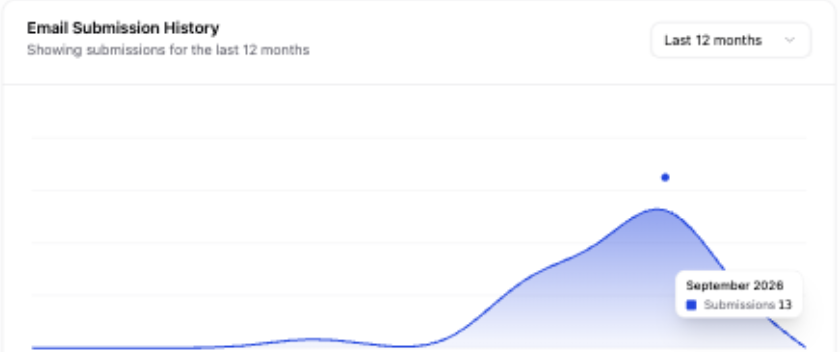 Email Submission History
Showing submissions for the last 12 months
Last 12 months
September 2026
Submissions 13